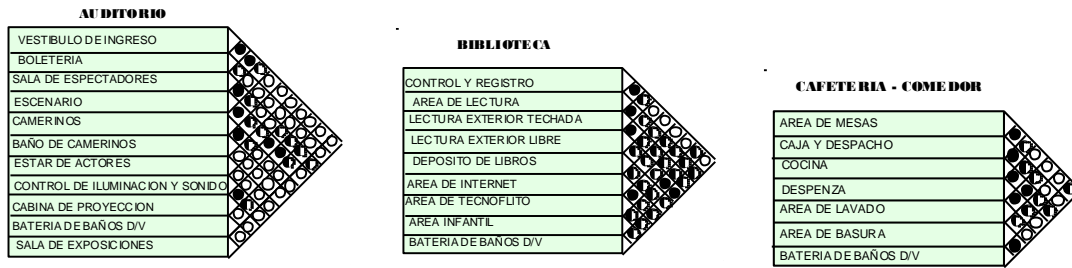 AUDITORIO
VESTIBULO DE INGRESO
BOLETERIA
SALA DE ESPECTADORES
ESCENARIO
CAMERINOS
BAÑO DE CAMERINOS
ESTAR DE ACTORES
CONTROL DE ILUMINACION Y SONIDO
CABINA DE PROYECCION
BATERIA DE BAÑOS D/V
SALA DE EXPOSICIONES
BIBLIOTECA
CONTROL Y REGISTRO
AREA DE LECTURA
LECTURA EXTERIOR TECHADA
LECTURA EXTERIOR LIBRE
DEPOSITO DE LIBROS
AREA DE INTERNET
AREA DE TECNOFLITO
AREA INFANTIL
BATERIA DE BAÑOS D/V
CAFETERIA - COMEDOR
AREA DE MESAS
CAJA Y DESPACHO
COCINA
DESPENZA
AREA DE LAVADO
AREA DE BASURA
BATERIA DE BAÑOS D/V